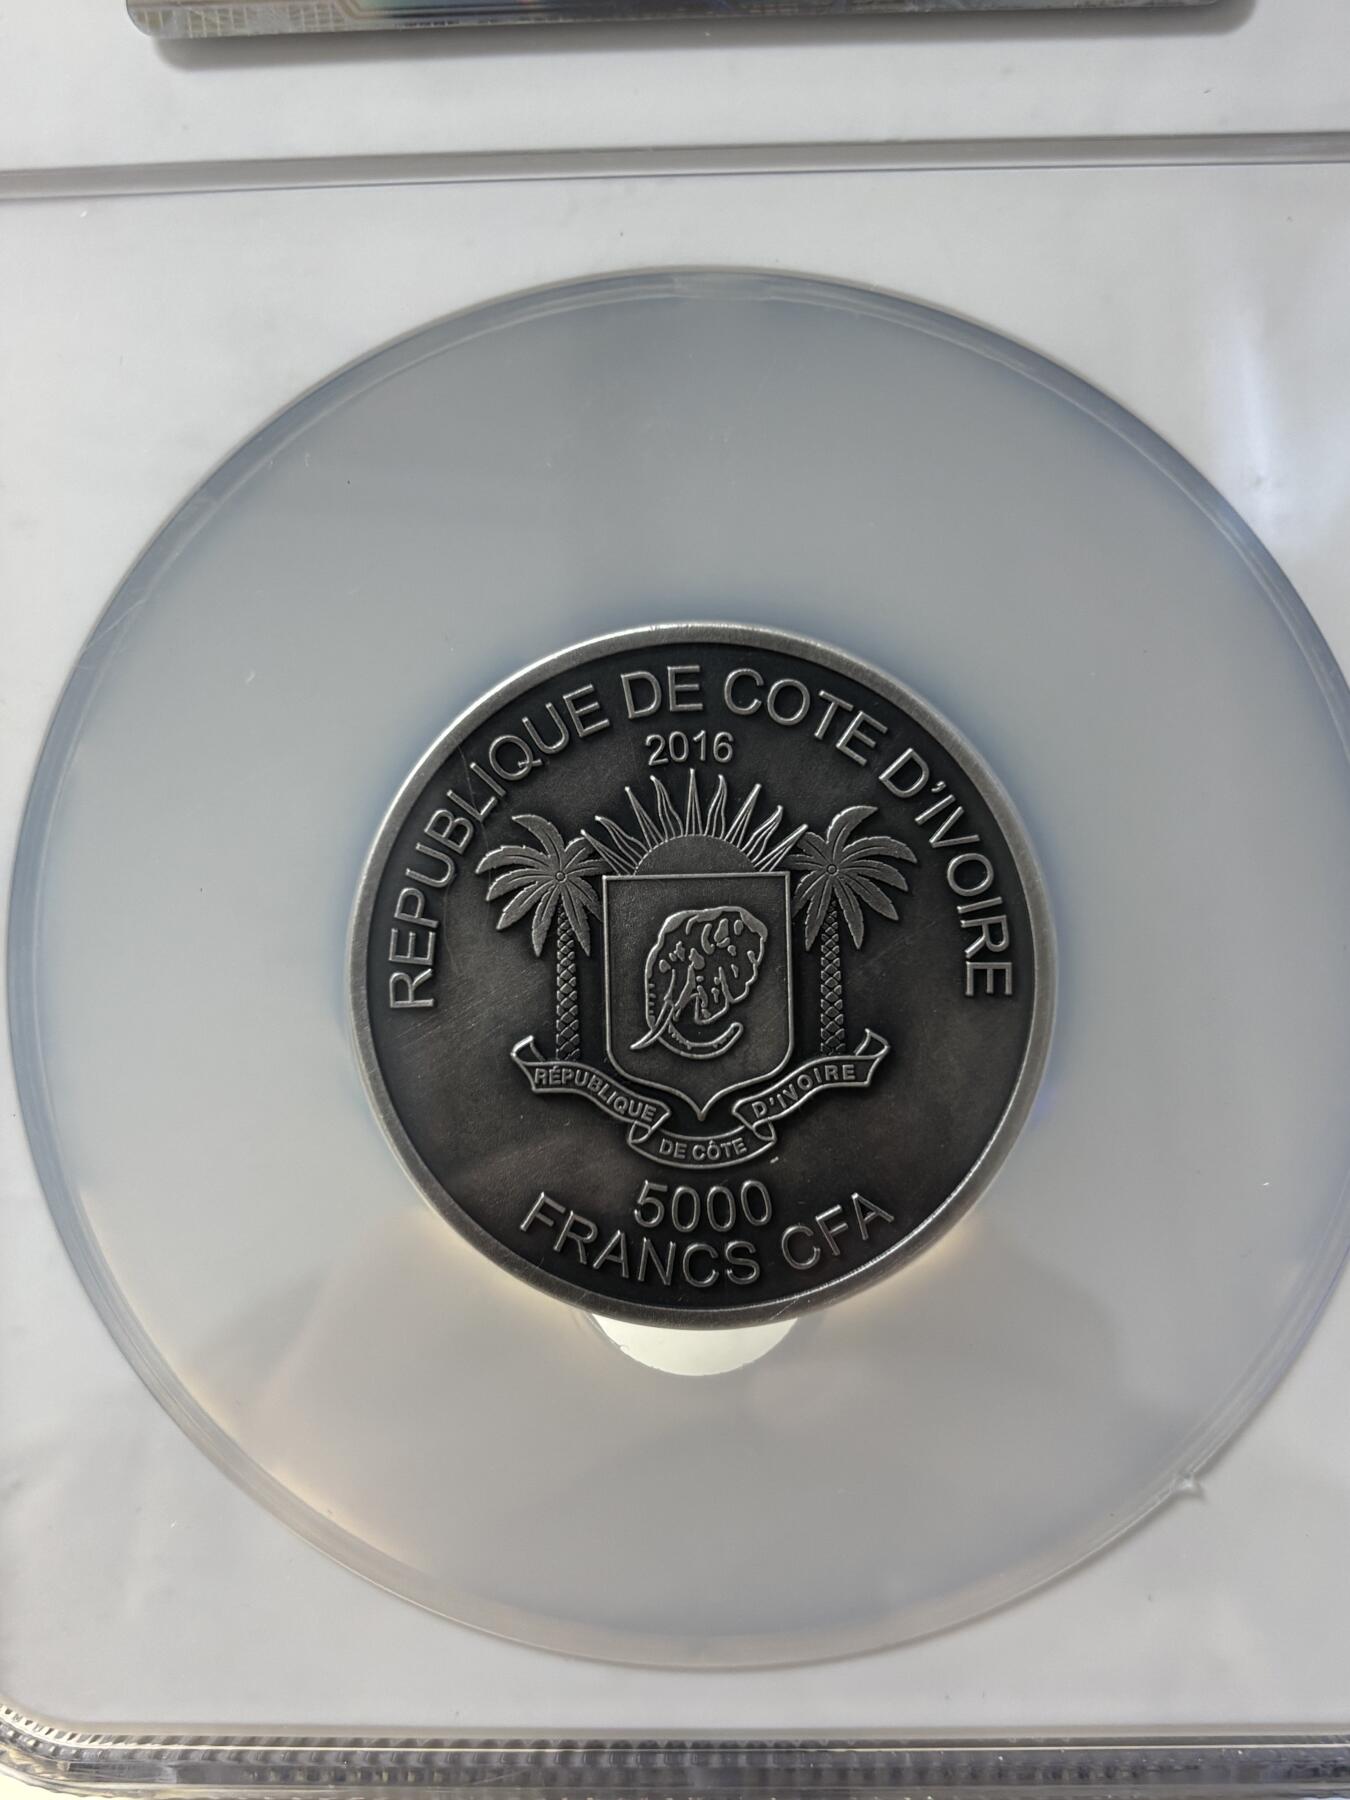 REPUBLIQUE DE COTE D'IVOIRE
2016
RÉPUBLIQUE
DE CÔTE
D'IVOIRE
5000
FRANCS CFA